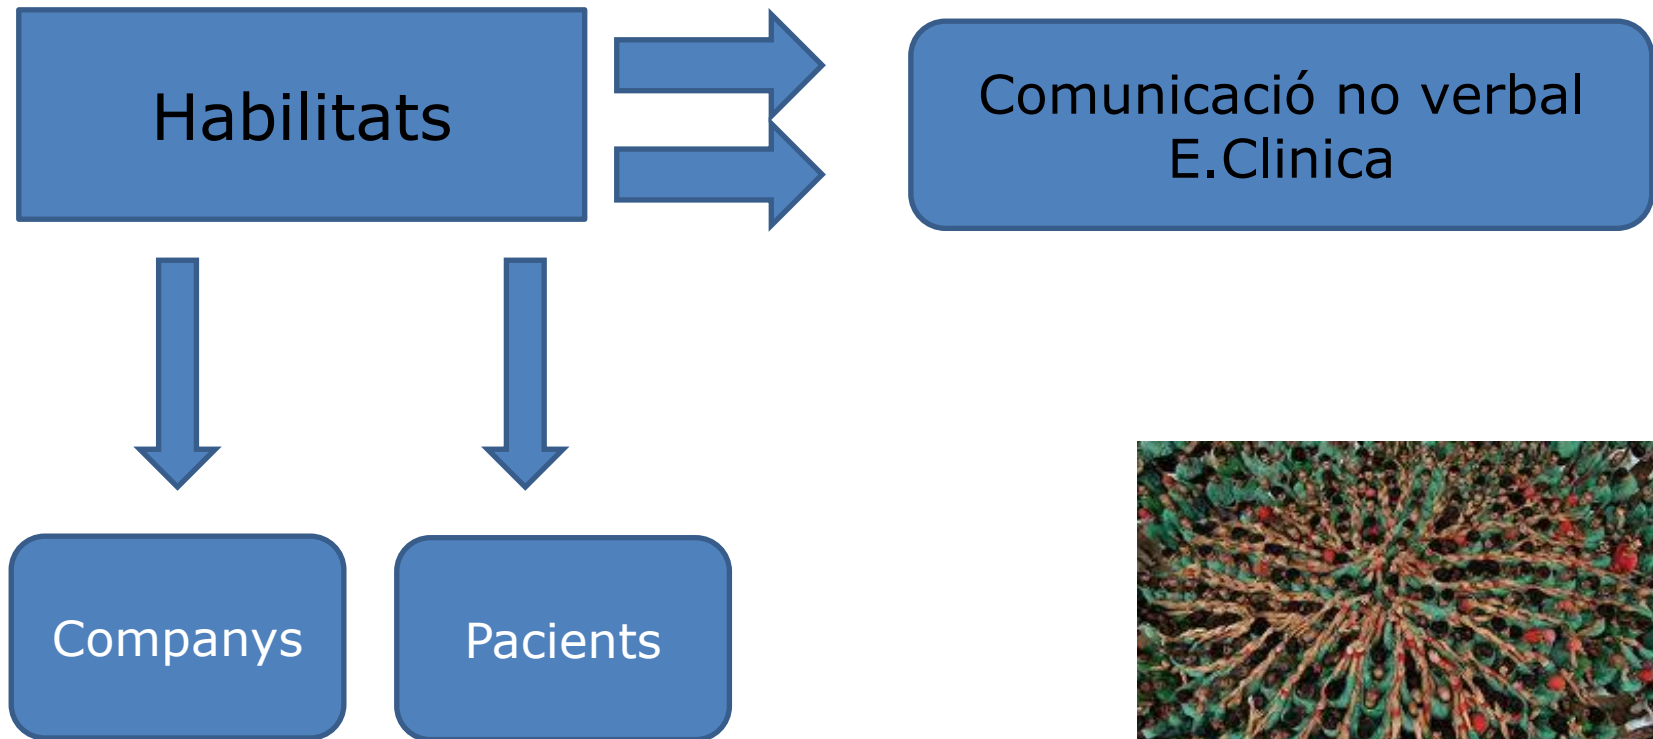 Habilitats
Comunicació no verbal
E.Clinica
Companys
Pacients